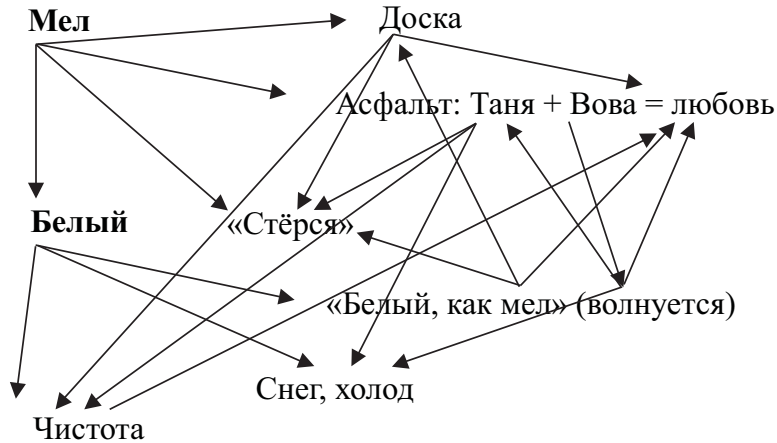 Мел
Доска
Асфальт: Таня + Вова = любовь
Белый
«Стёрся»
«Белый, как мел» (волнуется)
Снег, холод
Чистота